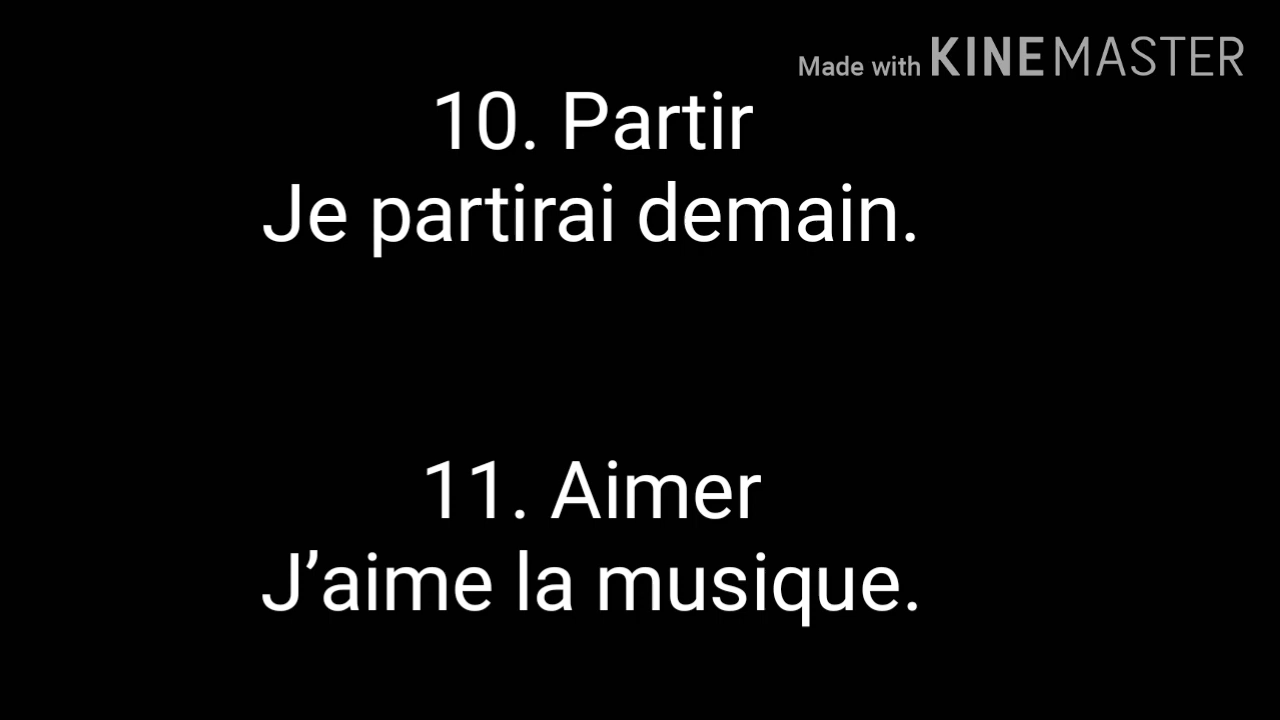 Made with KINEMASTER
10. Partir
Je partirai demain.
11. Aimer
J’aime la musique.